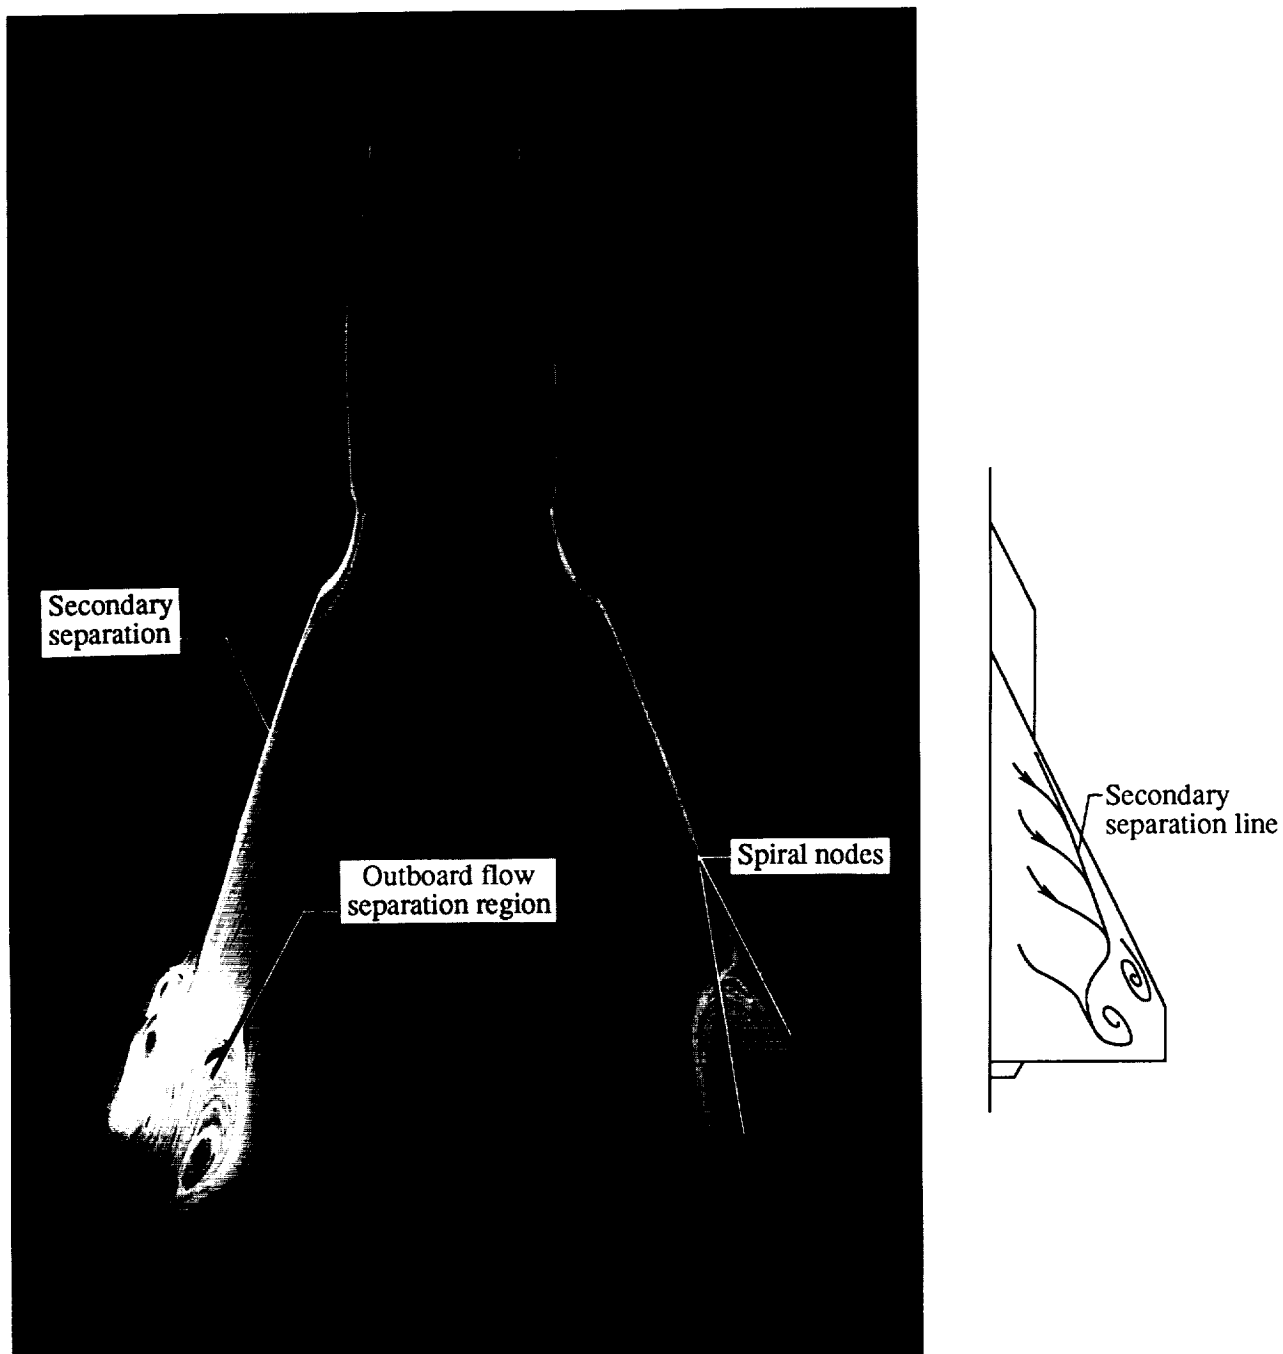 Secondary
separation
Outboard flow
separation region
Spiral nodes
Secondary
separation line